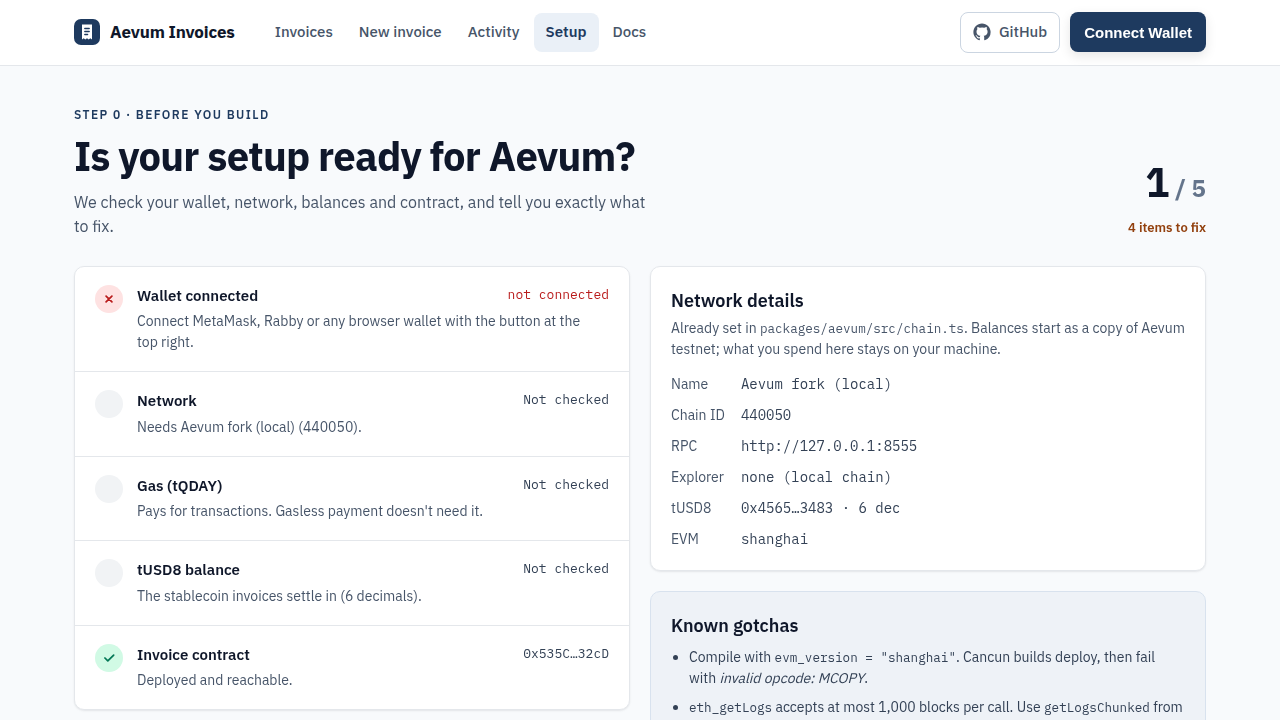 Aevum Invoices
Invoices
New invoice
Activity
Setup
Docs
GitHub
Connect Wallet
STEP 0 · BEFORE YOU BUILD
Is your setup ready for Aevum?
We check your wallet, network, balances and contract, and tell you exactly what
to fix.
1 / 5
4 items to fix
Wallet connected
not connected
Connect MetaMask, Rabby or any browser wallet with the button at the
top right.
Network
Not checked
Needs Aevum fork (local) (440050).
Gas (tQDAY)
Not checked
Pays for transactions. Gasless payment doesn't need it.
tUSD8 balance
Not checked
The stablecoin invoices settle in (6 decimals).
Invoice contract
0x535C…32cD
Deployed and reachable.
Network details
Already set in packages/aevum/src/chain.ts. Balances start as a copy of Aevum
testnet; what you spend here stays on your machine.
Name Aevum fork (local)
Chain ID 440050
RPC http://127.0.0.1:8555
Explorer none (local chain)
tUSD8 0x4565…3483 · 6 dec
EVM shanghai
Known gotchas
• Compile with evm_version = "shanghai". Cancun builds deploy, then fail
with invalid opcode: MCOPY.
• eth_getLogs accepts at most 1,000 blocks per call. Use getLogsChunked from